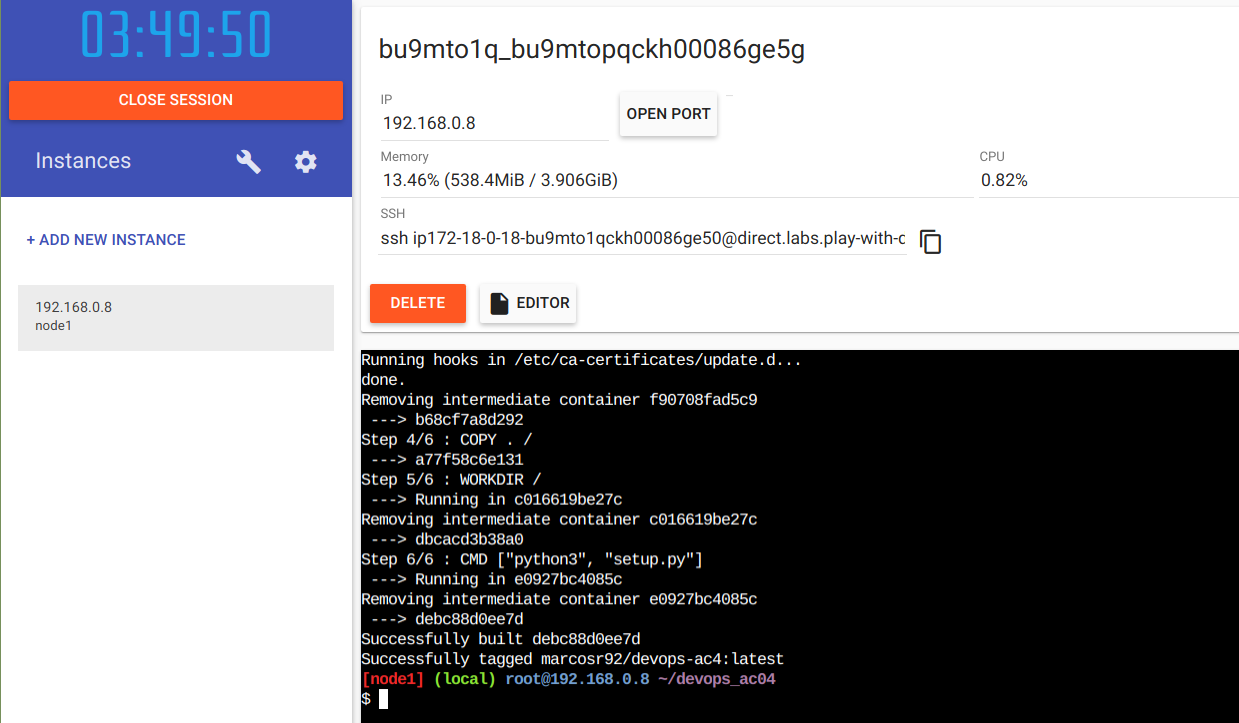 03:49:50
CLOSE SESSION
Instances
+ ADD NEW INSTANCE
192.168.0.8
node1
bu9mto1q_bu9mtopqckh00086ge5g
IP
192.168.0.8
OPEN PORT
Memory
13.46% (538.4MiB / 3.906GiB)
CPU
0.82%
SSH
ssh ip172-18-0-18-bu9mto1qckh00086ge50@direct.labs.play-with-c
DELETE
EDITOR
Running hooks in /etc/ca-certificates/update.d...
done.
Removing intermediate container f90708fad5c9
 ---> b68cf7a8d292
Step 4/6 : COPY . /
 ---> a77f58c6e131
Step 5/6 : WORKDIR /
 ---> Running in c016619be27c
Removing intermediate container c016619be27c
 ---> dbcacd3b38a0
Step 6/6 : CMD ["python3", "setup.py"]
 ---> Running in e0927bc4085c
Removing intermediate container e0927bc4085c
 ---> debc88d0ee7d
Successfully built debc88d0ee7d
Successfully tagged marcosr92/devops-ac4:latest
[node1] (local) root@192.168.0.8 ~/devops_ac04
$